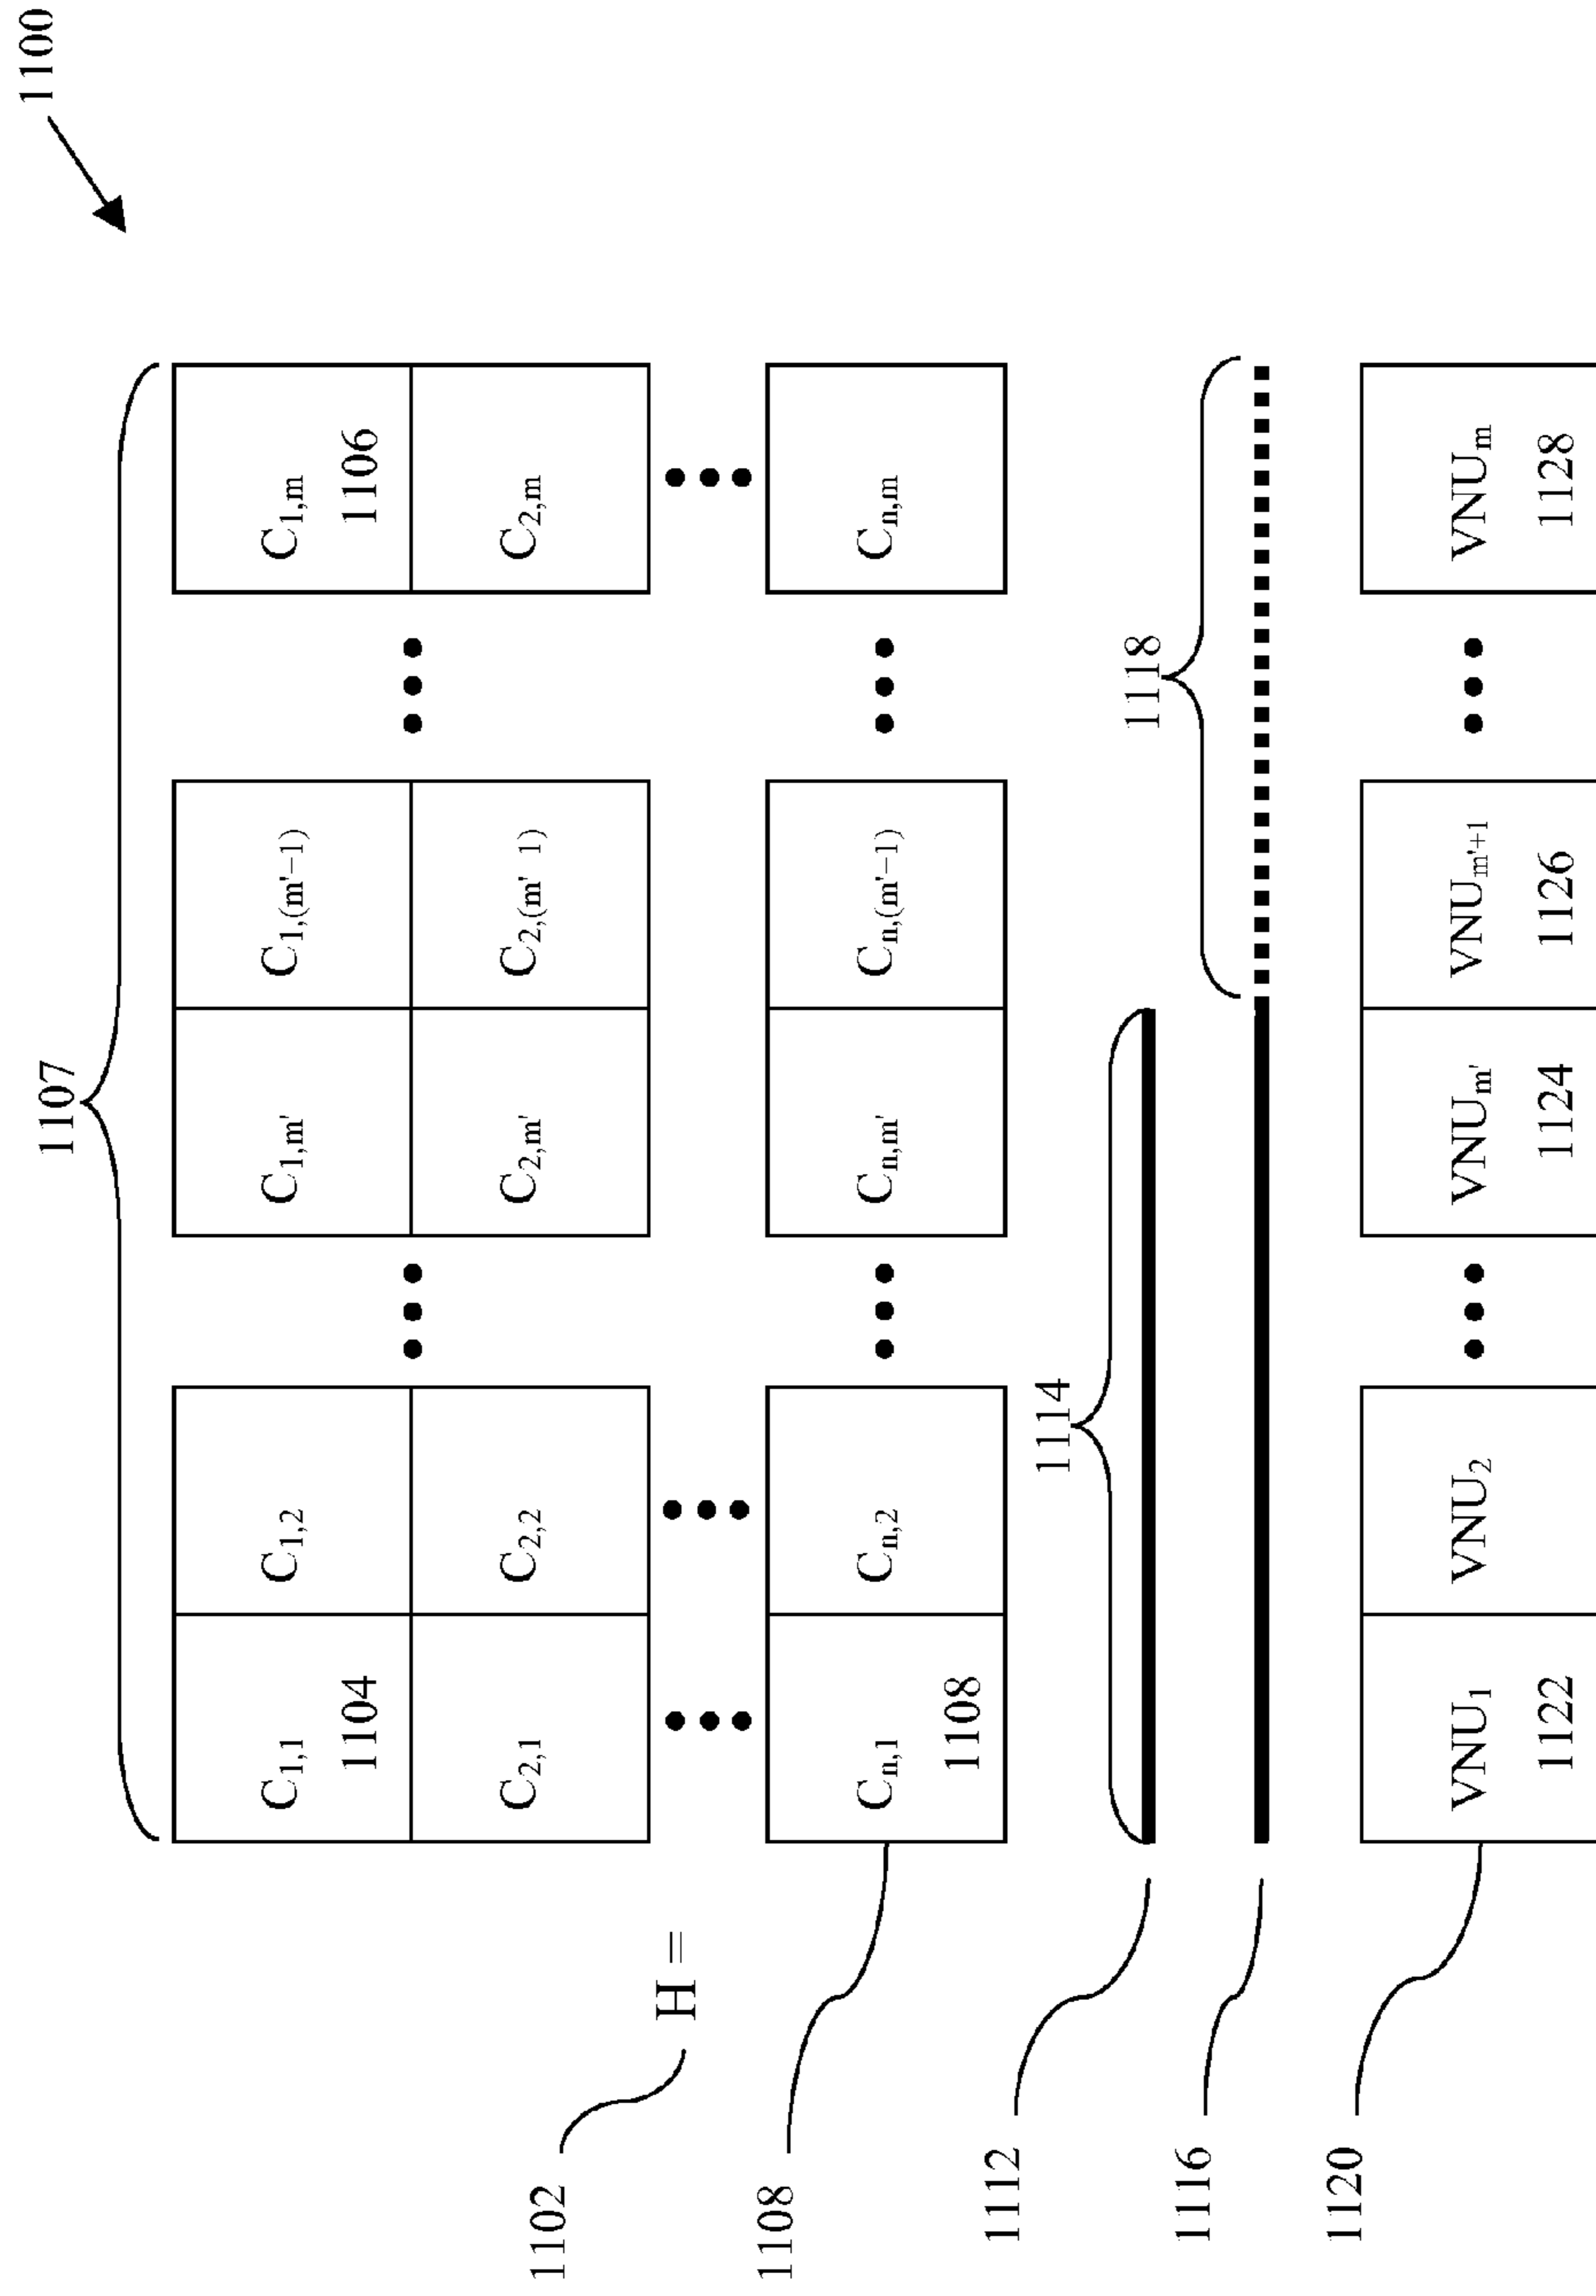 1100
1107
C1,1 C1,2 C1,m' C1,(m'−1) C1,m
1104 1106
1102
H =
C2,1 C2,2 C2,m' C2,(m' 1) C2,m
1108
Cn,1 Cn,2 Cn,m' Cn,(m'−1) Cn,m
1108
1114
1112
1118
1116
1120
VNU1 VNU2 VNUm' VNUm'+1 VNUm
1122 1124 1126 1128